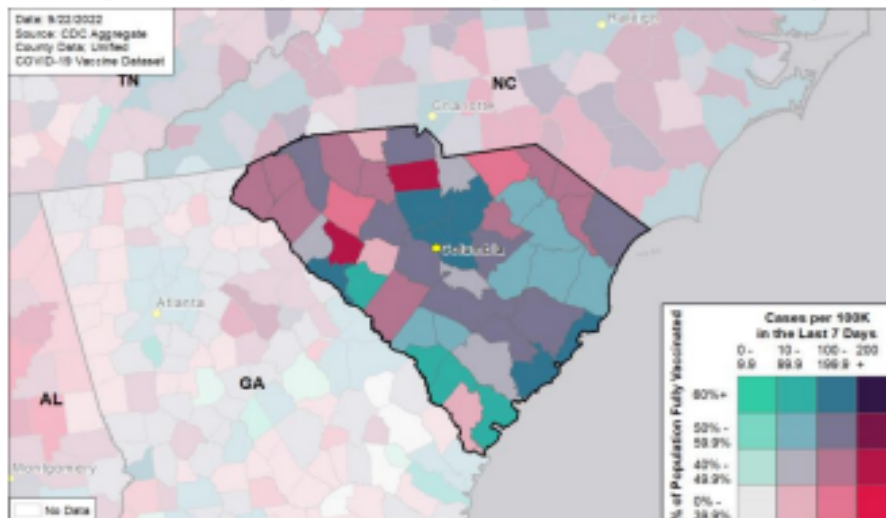 Date: 9/22/2022
Source: CDC Aggregate
County Data; Unified
COVID-19 Vaccine Dataset
Raleigh
TN
NC
Charlotte
Columbia
Atlanta
GA
AL
Montgomery
No Data
Cases per 100K
in the Last 7 Days
0 - 10 - 100 - 200
9.9 99.9 199.9 +
% of Population Fully Vaccinated
60%+
50% -
59.9%
40% -
49.9%
0% -
39.9%